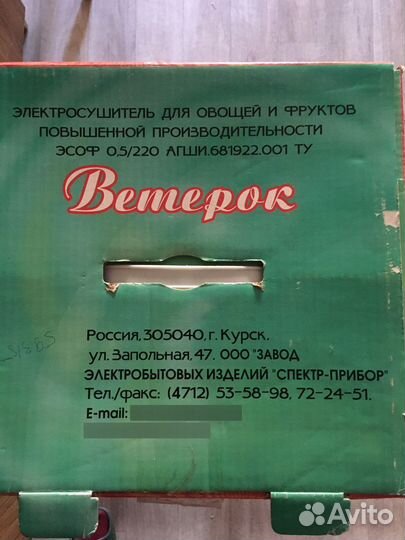 ЭЛЕКТРОСУШИТЕЛЬ ДЛЯ ОВОЩЕЙ И ФРУКТОВ
ПОВЫШЕННОЙ ПРОИЗВОДИТЕЛЬНОСТИ
ЭСОФ 0,5/220 АГШИ.681922.001 ТУ
Ветерок
Россия, 305040, г. Курск.
ул. Запольная, 47. ООО "ЗАВОД
ЭЛЕКТРОБЫТОВЫХ ИЗДЕЛИЙ "СПЕКТР-ПРИБОР"
Тел./факс: (4712) 53-58-98, 72-24-51.
E-mail:
Avito